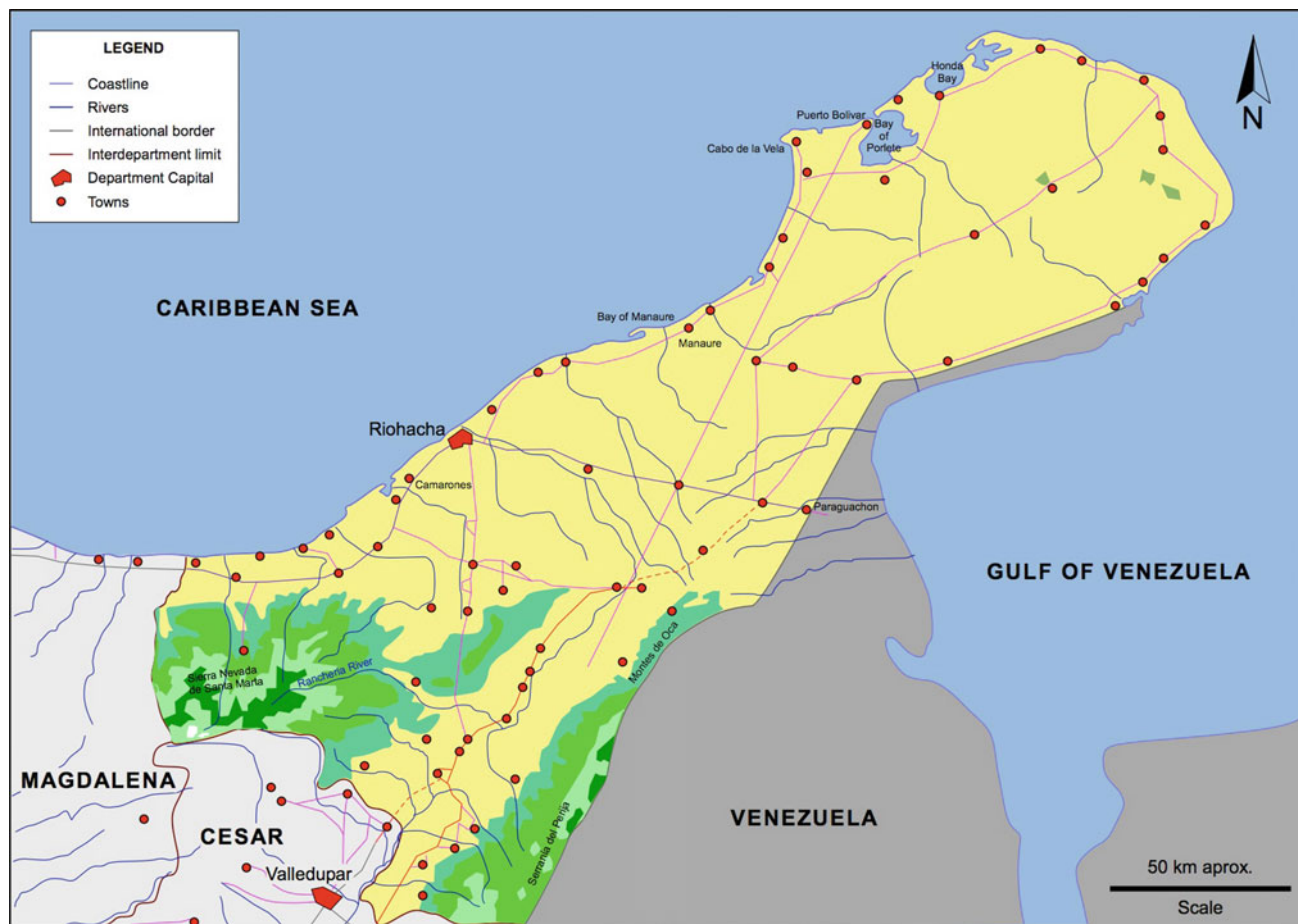 LEGEND
Coastline
Rivers
International border
Interdepartment limit
Department Capital
Towns
Honda
Bay
N
Puerto Bolivar
Bay
of
Porlete
Cabo de la Vela
CARIBBEAN SEA
Bay of Manaure
Manaure
Riohacha
Camarones
Paraguachon
GULF OF VENEZUELA
Montes de Oca
Sierra Nevada
de Santa Marta
Rancheria River
MAGDALENA
CESAR
Valledupar
Serrania del Perija
VENEZUELA
50 km aprox.
Scale